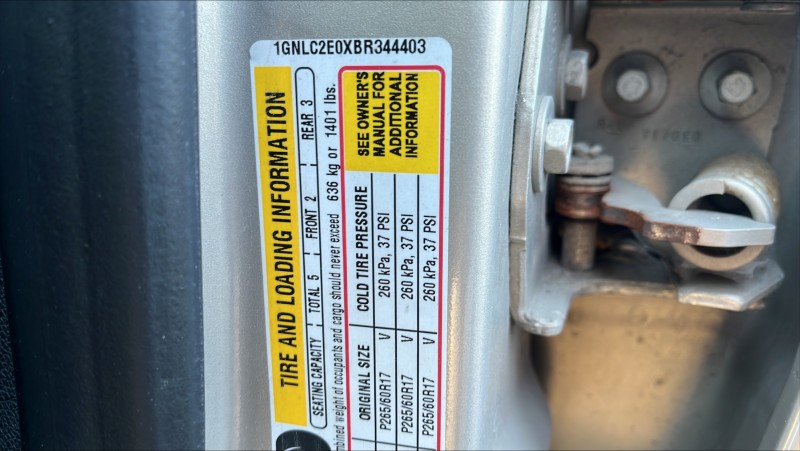 1GNLC2E0XBR344403
TIRE AND LOADING INFORMATION
SEATING CAPACITY TOTAL 5 FRONT 2 REAR 3
of occupants and cargo should never exceed 636 kg or 1401 lbs.
ORIGINAL SIZE COLD TIRE PRESSURE
P265/60R17 V 260 kPa, 37 PSI
P265/60R17 V 260 kPa, 37 PSI
P265/60R17 V 260 kPa, 37 PSI
SEE OWNER'S
MANUAL FOR
ADDITIONAL
INFORMATION